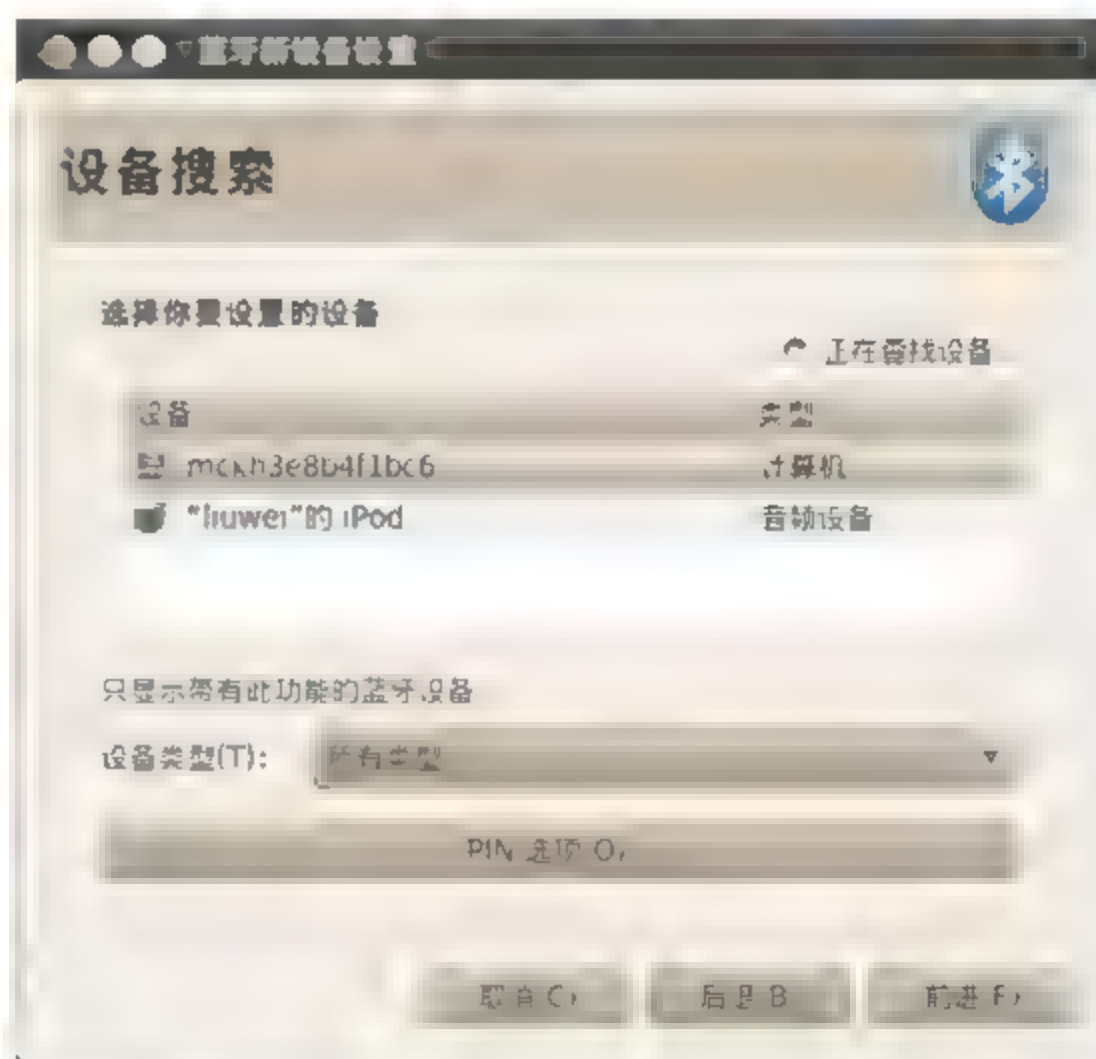 蓝牙新设备设置
设备搜索
选择你要设置的设备
正在查找设备
设备 类型
计算机
"liuwei"的 iPod 音频设备
只显示带有此功能的蓝牙设备
设备类型(T): 所有类型
PIN 选项
取消(C) 后退(B) 前进(F)